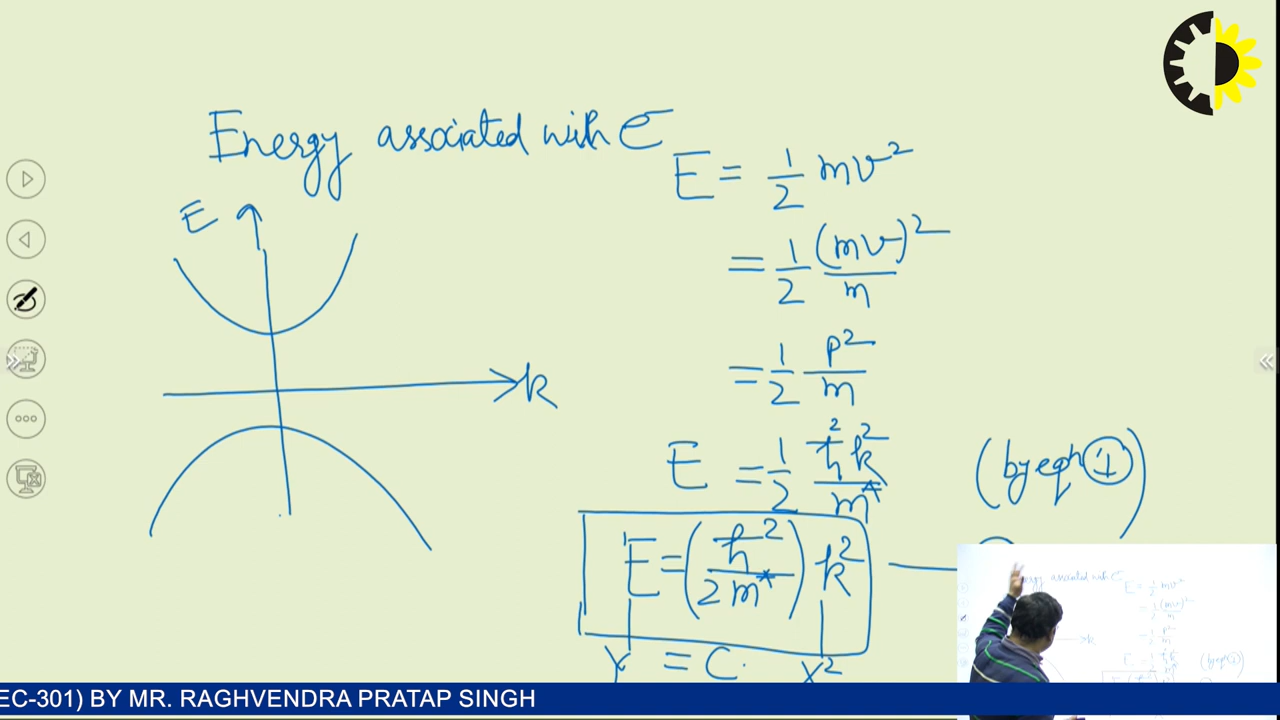 Energy associated with e⁻
E = 1/2 mv²
= 1/2 (mv)²/m
E
= 1/2 p²/m
k
E = 1/2 ħ²k²/m* (by eqn ①)
E = (ħ²/2m*) k²
Y = C. X²
EC-301) BY MR. RAGHVENDRA PRATAP SINGH